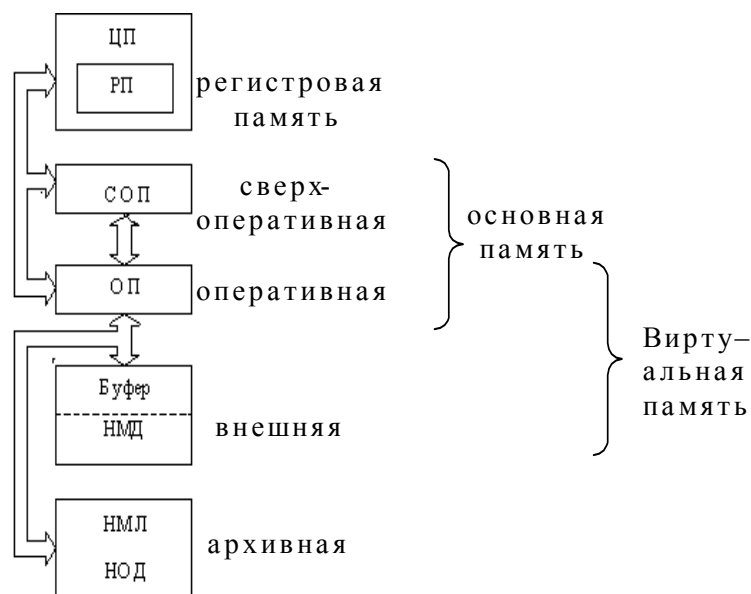 ЦП
РП
регистровая
память
СОП
сверх-
оперативная
основная
память
ОП
оперативная
Вирту–
альная
память
Буфер
НМД
внешняя
НМЛ
НОД
архивная